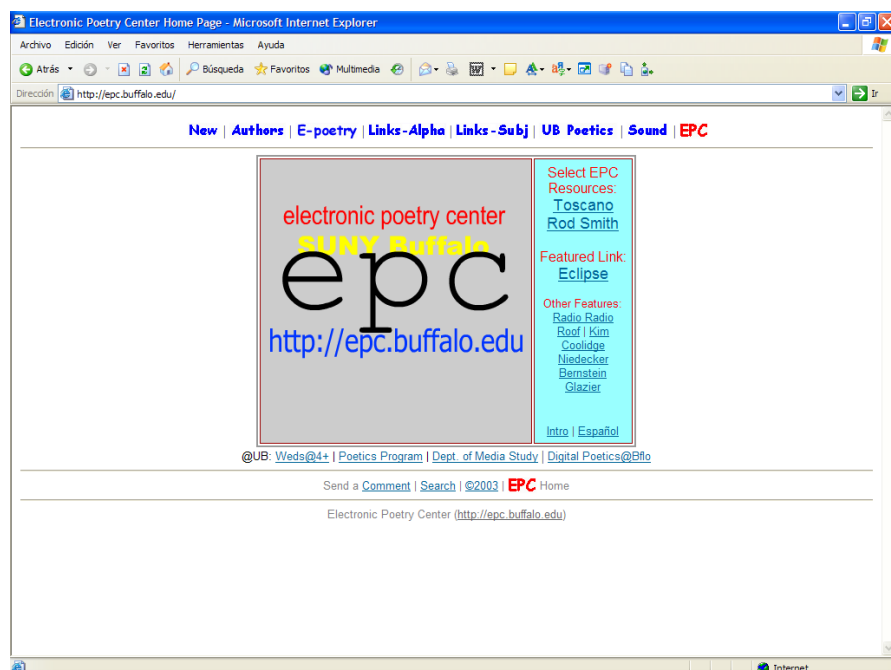 Electronic Poetry Center Home Page - Microsoft Internet Explorer
Archivo Edición Ver Favoritos Herramientas Ayuda
Atrás Búsqueda Favoritos Multimedia
Dirección http://epc.buffalo.edu/ Ir
New | Authors | E-poetry | Links-Alpha | Links-Subj | UB Poetics | Sound | EPC
electronic poetry center
SUNY Buffalo
epc
http://epc.buffalo.edu
Select EPC
Resources:
Toscano
Rod Smith
Featured Link:
Eclipse
Other Features:
Radio Radio
Roof | Kim
Coolidge
Niedecker
Bernstein
Glazier
Intro | Español
@UB: Weds@4+ | Poetics Program | Dept. of Media Study | Digital Poetics@Bflo
Send a Comment | Search | ©2003 | EPC Home
Electronic Poetry Center (http://epc.buffalo.edu)
Internet